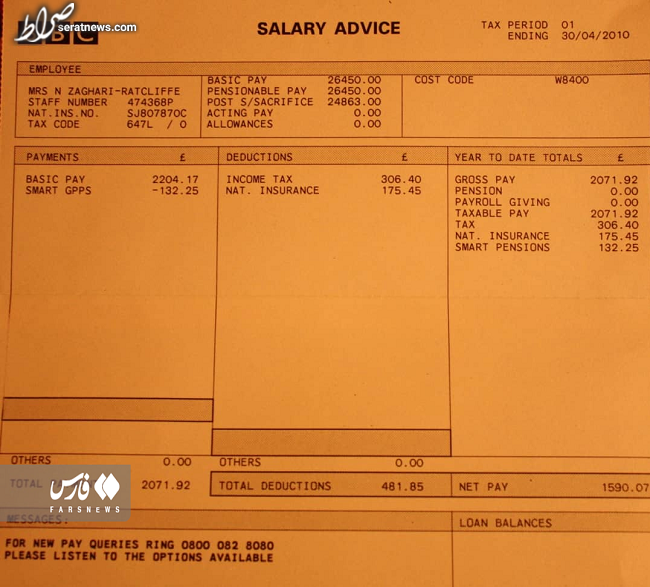 صراط
seratnews.com
BBC
SALARY ADVICE
TAX PERIOD 01
ENDING 30/04/2010
EMPLOYEE
MRS N ZAGHARI-RATCLIFFE
STAFF NUMBER 474368P
NAT.INS.NO. SJ807870C
TAX CODE 647L / 0
BASIC PAY 26450.00
PENSIONABLE PAY 26450.00
POST S/SACRIFICE 24863.00
ACTING PAY 0.00
ALLOWANCES 0.00
COST CODE W8400
PAYMENTS £
BASIC PAY 2204.17
SMART GPPS -132.25
DEDUCTIONS £
INCOME TAX 306.40
NAT. INSURANCE 175.45
YEAR TO DATE TOTALS £
GROSS PAY 2071.92
PENSION 0.00
PAYROLL GIVING 0.00
TAXABLE PAY 2071.92
TAX 306.40
NAT. INSURANCE 175.45
SMART PENSIONS 132.25
OTHERS 0.00
OTHERS 0.00
TOTAL 2071.92
TOTAL DEDUCTIONS 481.85
NET PAY 1590.07
فارس
FARSNEWS
MESSAGES:
FOR NEW PAY QUERIES RING 0800 082 8080
PLEASE LISTEN TO THE OPTIONS AVAILABLE
LOAN BALANCES